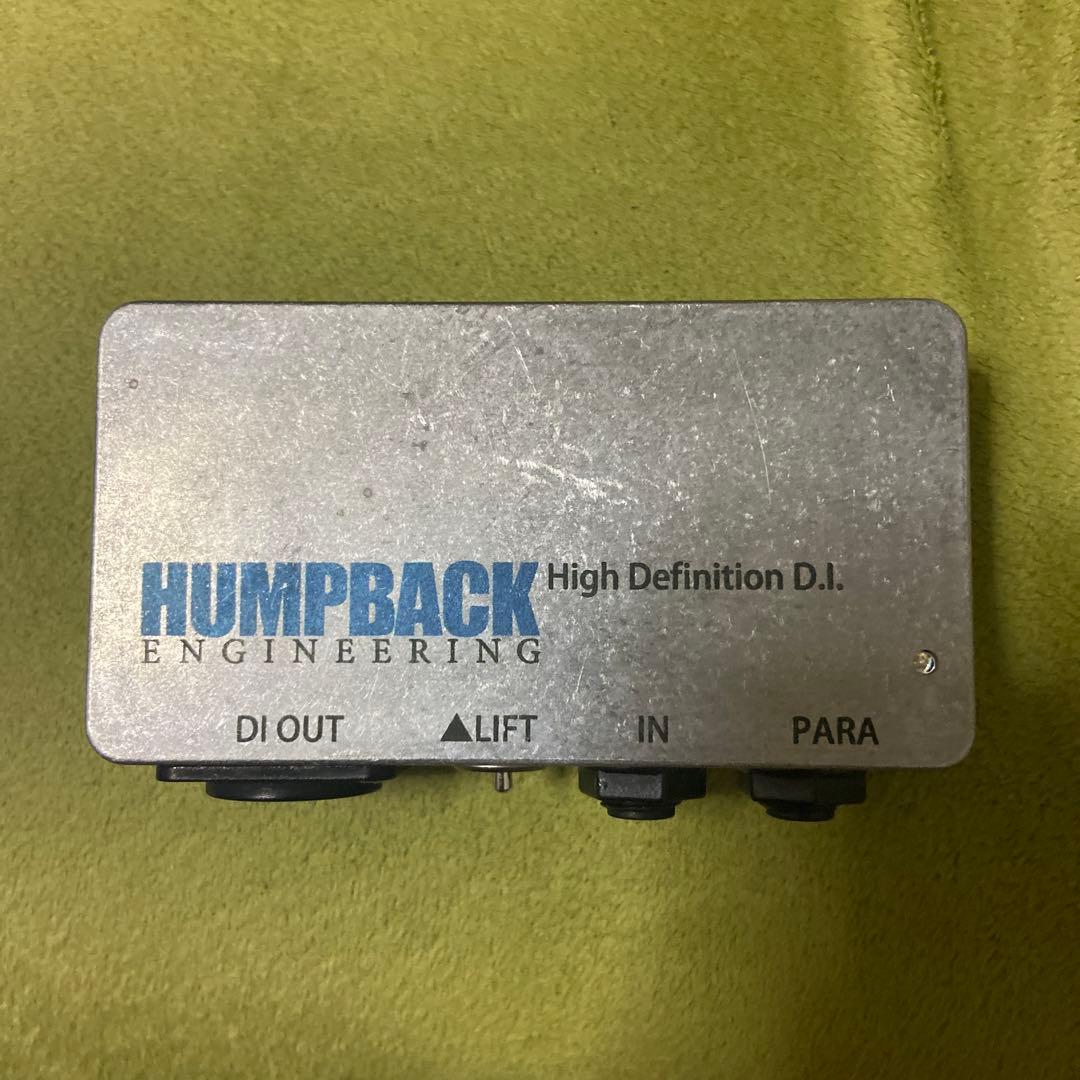 HUMPBACK High Definition D.I.
ENGINEERING
DI OUT ▲LIFT IN PARA